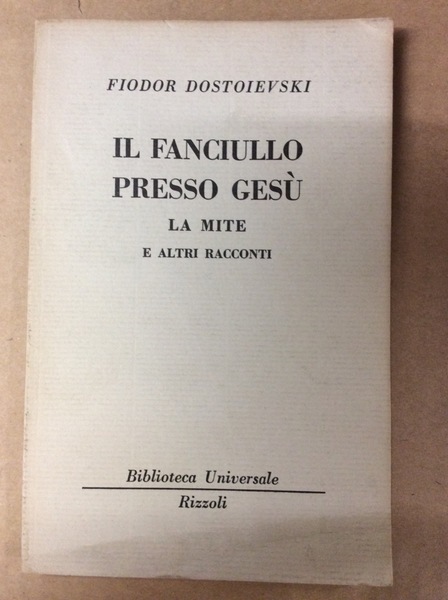 FIODOR DOSTOIEVSKI
IL FANCIULLO
PRESSO GESÙ
LA MITE
E ALTRI RACCONTI
Biblioteca Universale
Rizzoli